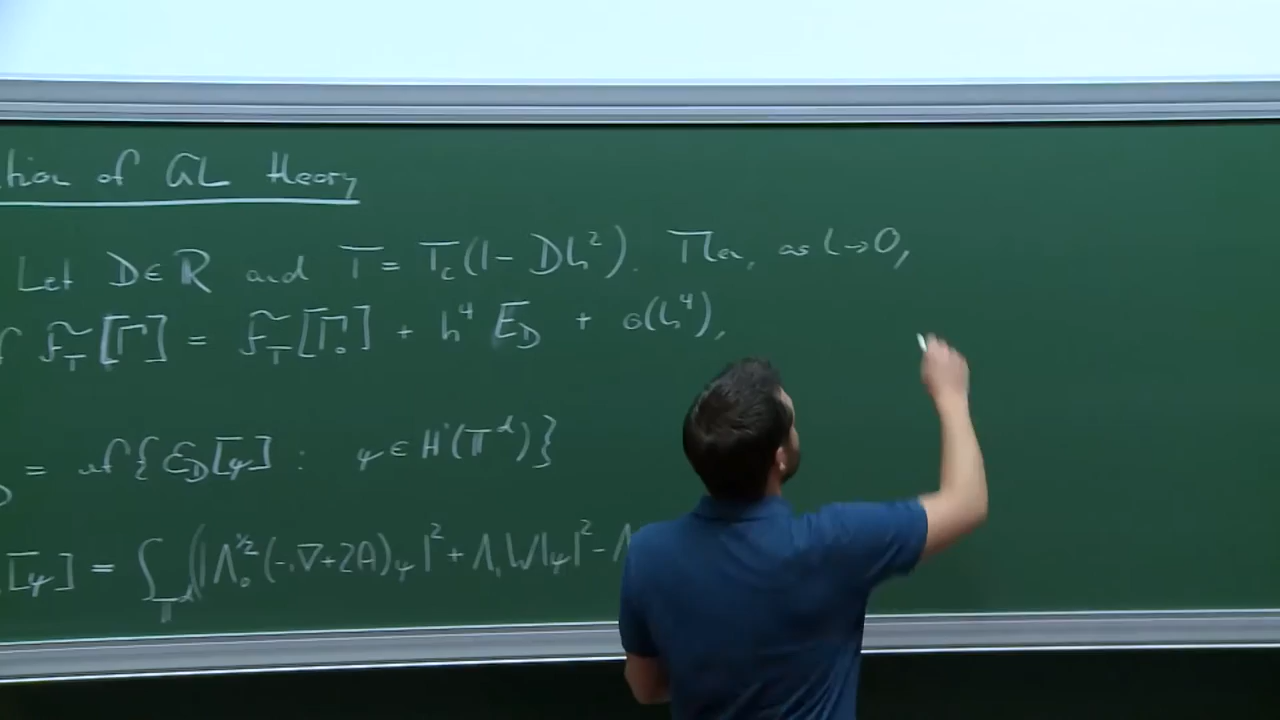 tion of GL theory
Let D∈ℝ and T = T_c(1 - Dh²). Then, as h→0,
f F_T[Γ] = F_T[Γ_0] + h⁴ E_D + o(h⁴),
D = inf{ℰ_D[ψ] : ψ∈H¹(𝕋^d)}
[ψ] = ∫_{𝕋^d} (|Λ_0^{1/2}(-i∇+2A)ψ|² + Λ_1 W|ψ|² - Λ